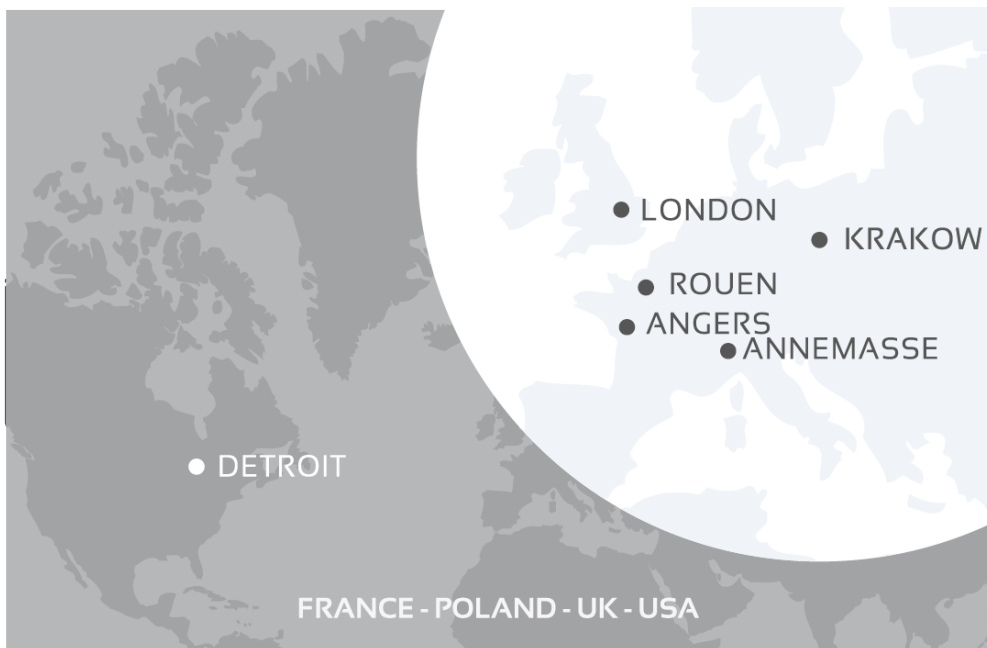 LONDON
KRAKOW
ROUEN
ANGERS
ANNEMASSE
DETROIT
FRANCE - POLAND - UK - USA